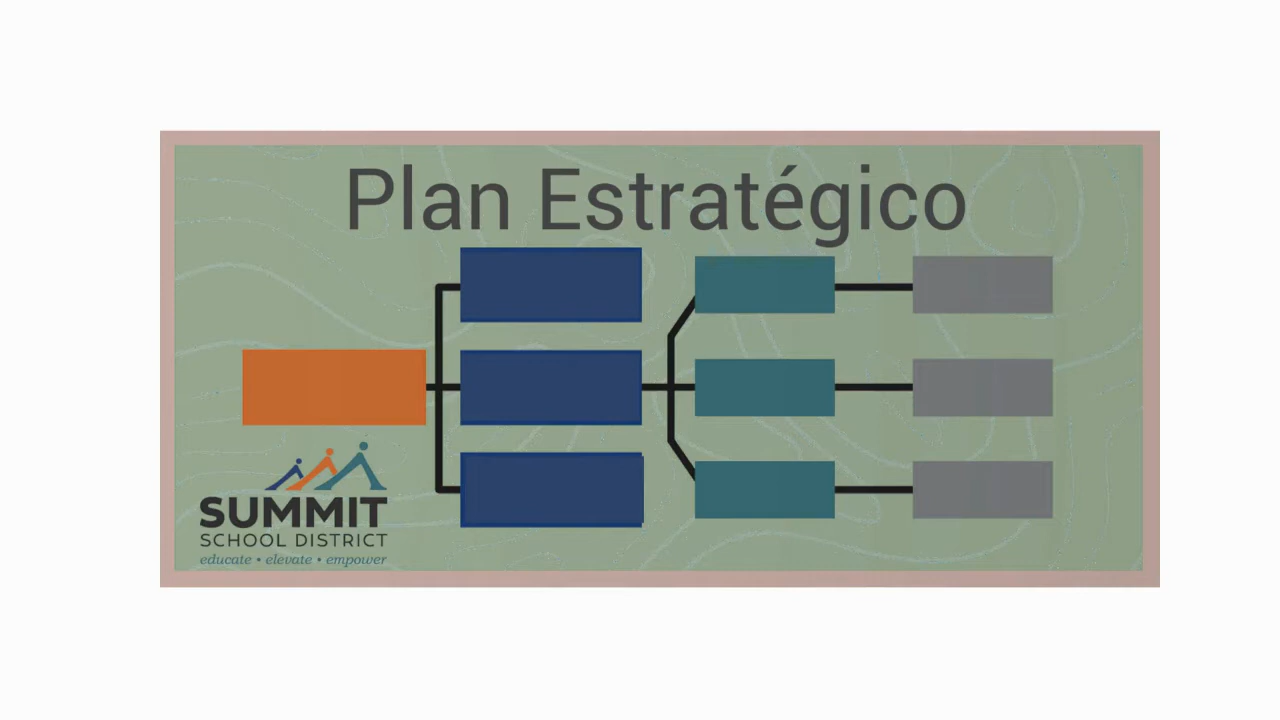 Plan Estratégico
SUMMIT
SCHOOL DISTRICT
educate • elevate • empower